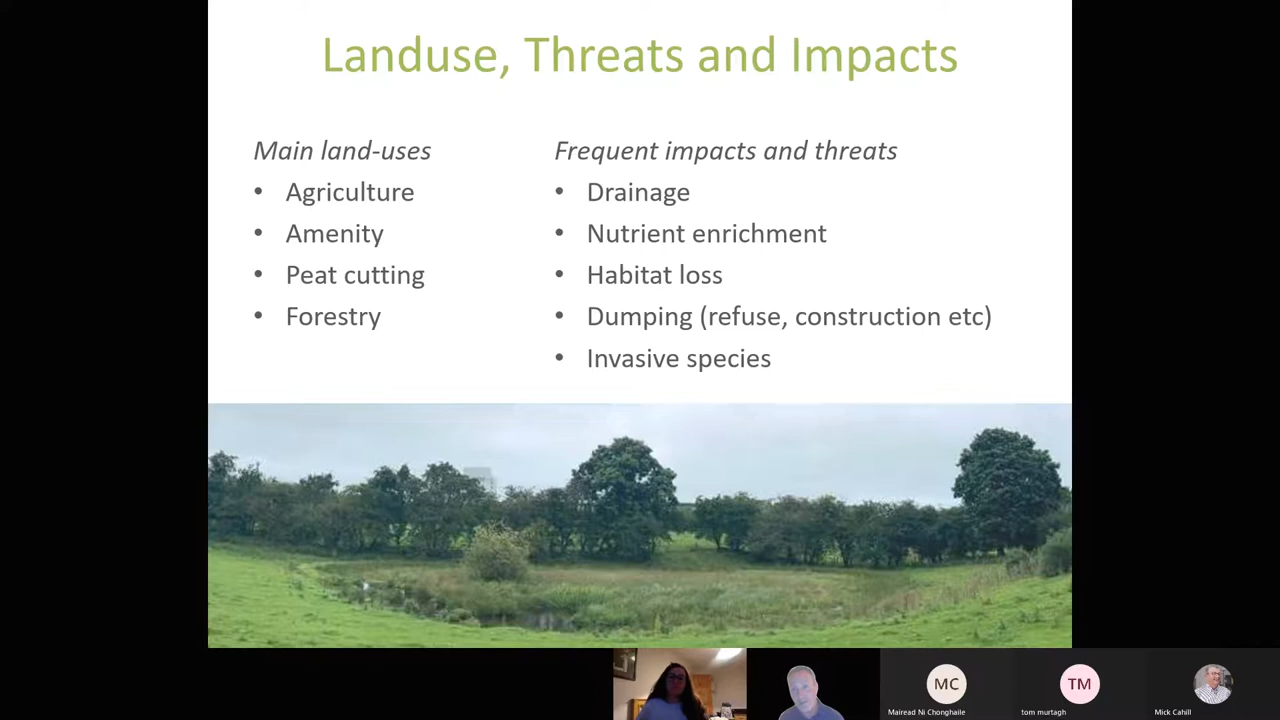 Landuse, Threats and Impacts
Main land-uses
• Agriculture
• Amenity
• Peat cutting
• Forestry
Frequent impacts and threats
• Drainage
• Nutrient enrichment
• Habitat loss
• Dumping (refuse, construction etc)
• Invasive species
MC
TM
Mairead Ni Chonghaile
tom murtagh
Mick Cahill